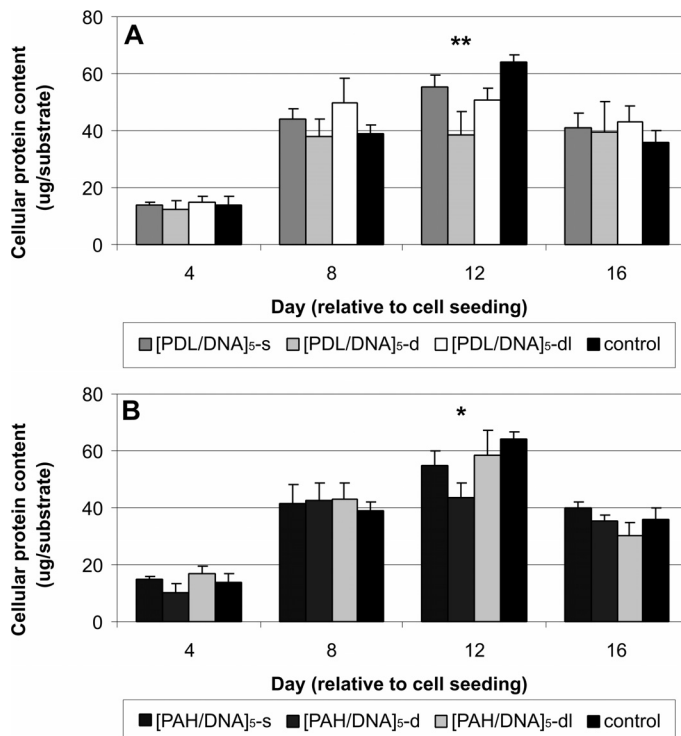 A
**
Cellular protein content
(ug/substrate)
80
60
40
20
0
4 8 12 16
Day (relative to cell seeding)
[PDL/DNA]₅-s [PDL/DNA]₅-d [PDL/DNA]₅-dl control
B
*
Cellular protein content
(ug/substrate)
80
60
40
20
0
4 8 12 16
Day (relative to cell seeding)
[PAH/DNA]₅-s [PAH/DNA]₅-d [PAH/DNA]₅-dl control